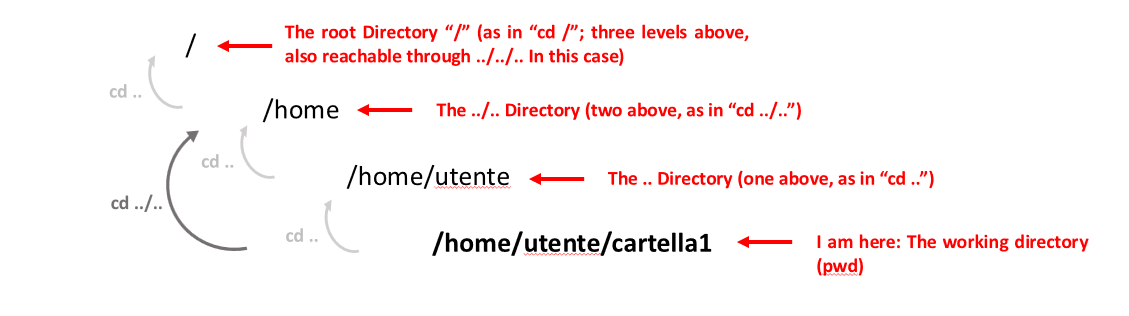 The root Directory “/” (as in “cd /”; three levels above,
/
also reachable through ../../.. In this case)
cd ..
/home
The ../.. Directory (two above, as in “cd ../..”)
cd ..
/home/utente
The .. Directory (one above, as in “cd ..”)
cd ../..
cd ..
/home/utente/cartella1
I am here: The working directory
(pwd)